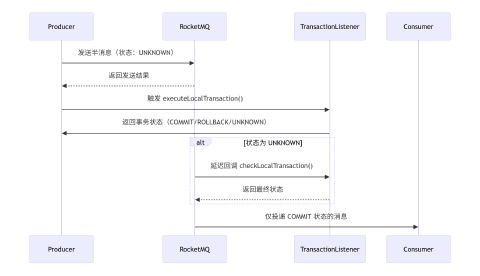 Producer
RocketMQ
TransactionListener
Consumer
发送半消息（状态：UNKNOWN）
返回发送结果
触发 executeLocalTransaction()
返回事务状态（COMMIT/ROLLBACK/UNKNOWN）
alt
[状态为 UNKNOWN]
延迟回调 checkLocalTransaction()
返回最终状态
仅投递 COMMIT 状态的消息
Producer
RocketMQ
TransactionListener
Consumer